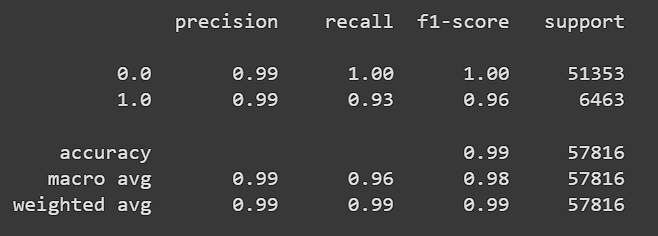 precision recall f1-score support
0.0 0.99 1.00 1.00 51353
1.0 0.99 0.93 0.96 6463
accuracy 0.99 57816
macro avg 0.99 0.96 0.98 57816
weighted avg 0.99 0.99 0.99 57816